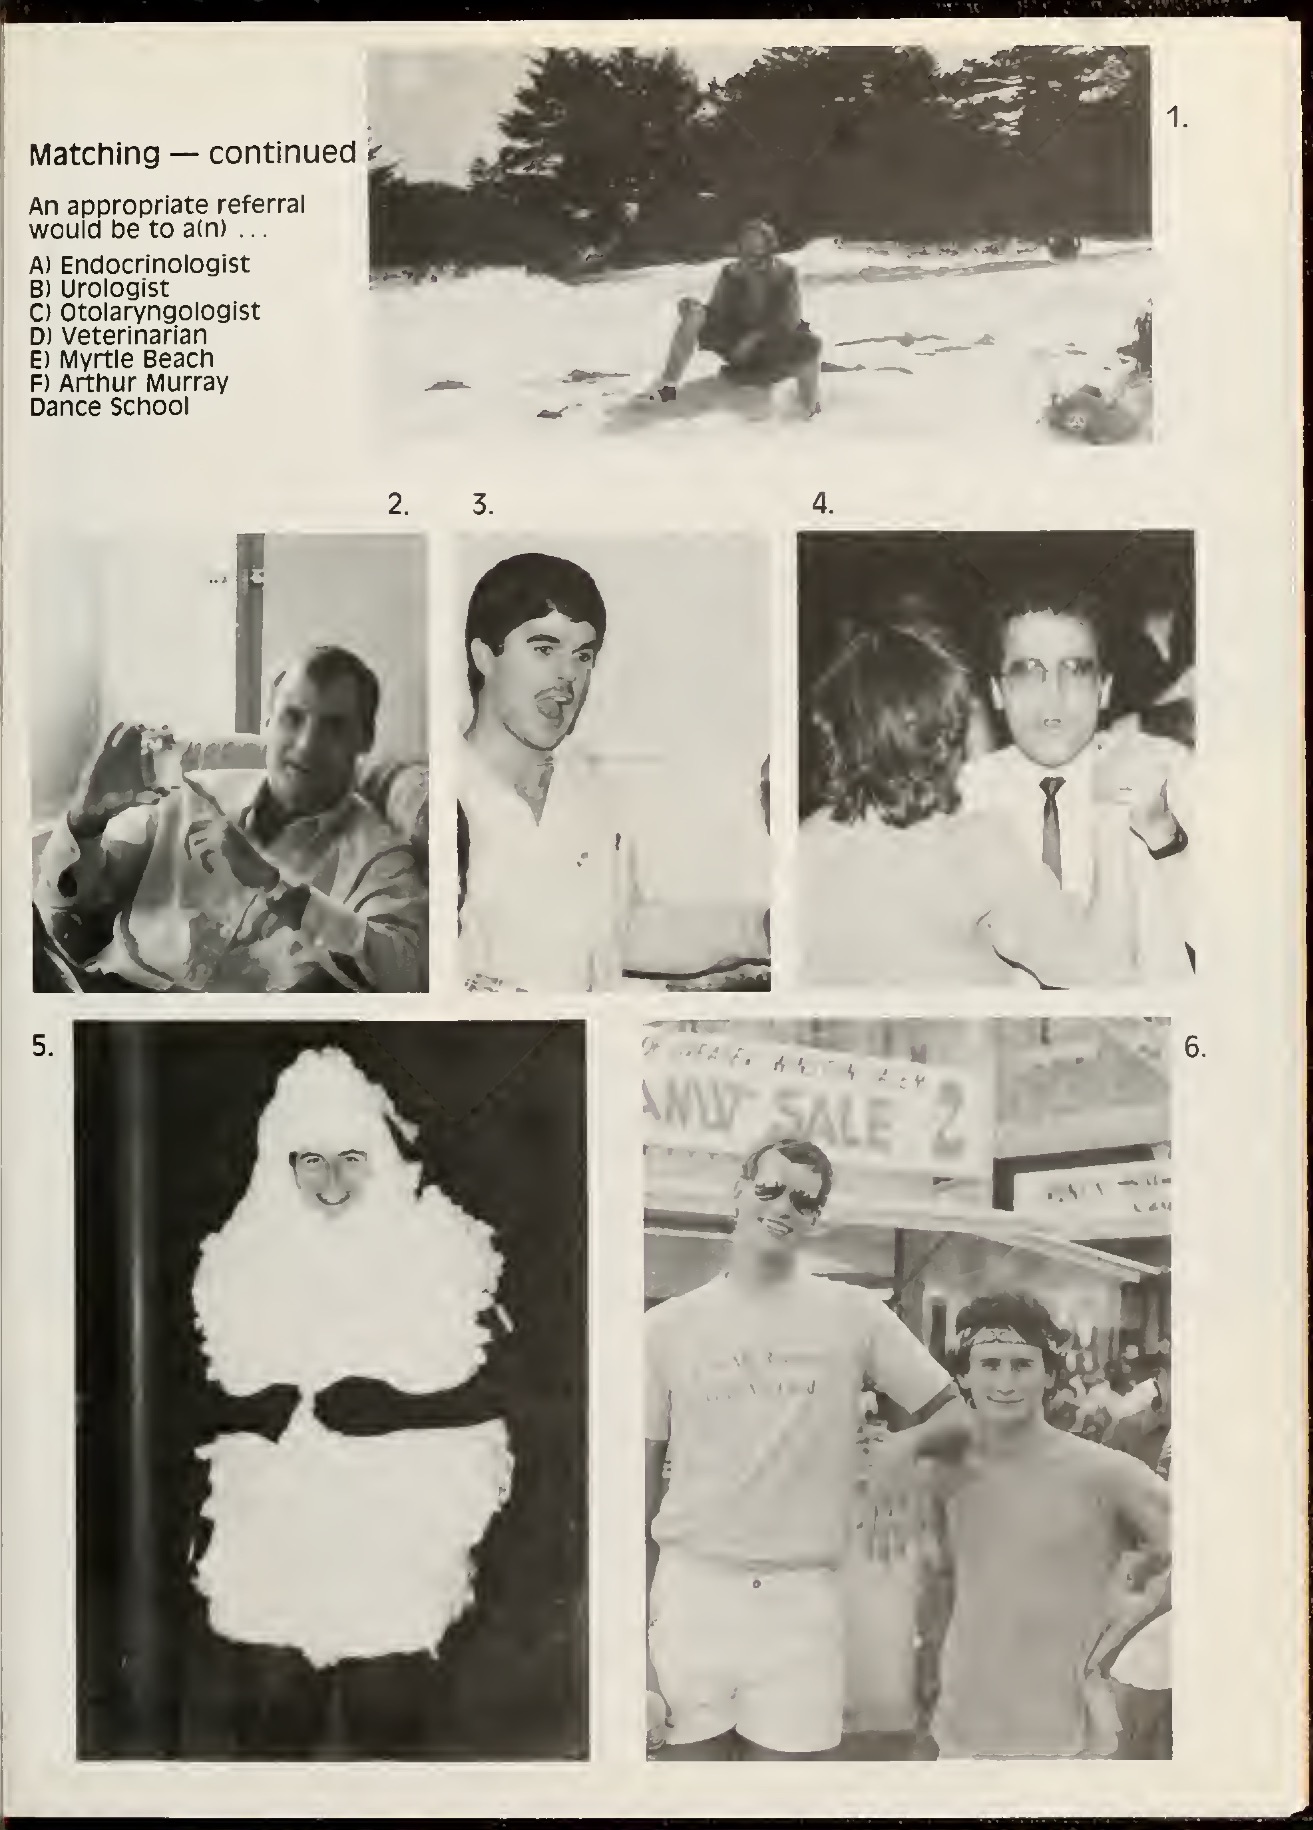 Matching — continued
An appropriate referral
would be to a(n) ...
A) Endocrinologist
B) Urologist
C) Otolaryngologist
D) Veterinarian
E) Myrtle Beach
F) Arthur Murray
Dance School
1.
2.
3.
4.
5.
6.
SALE 2